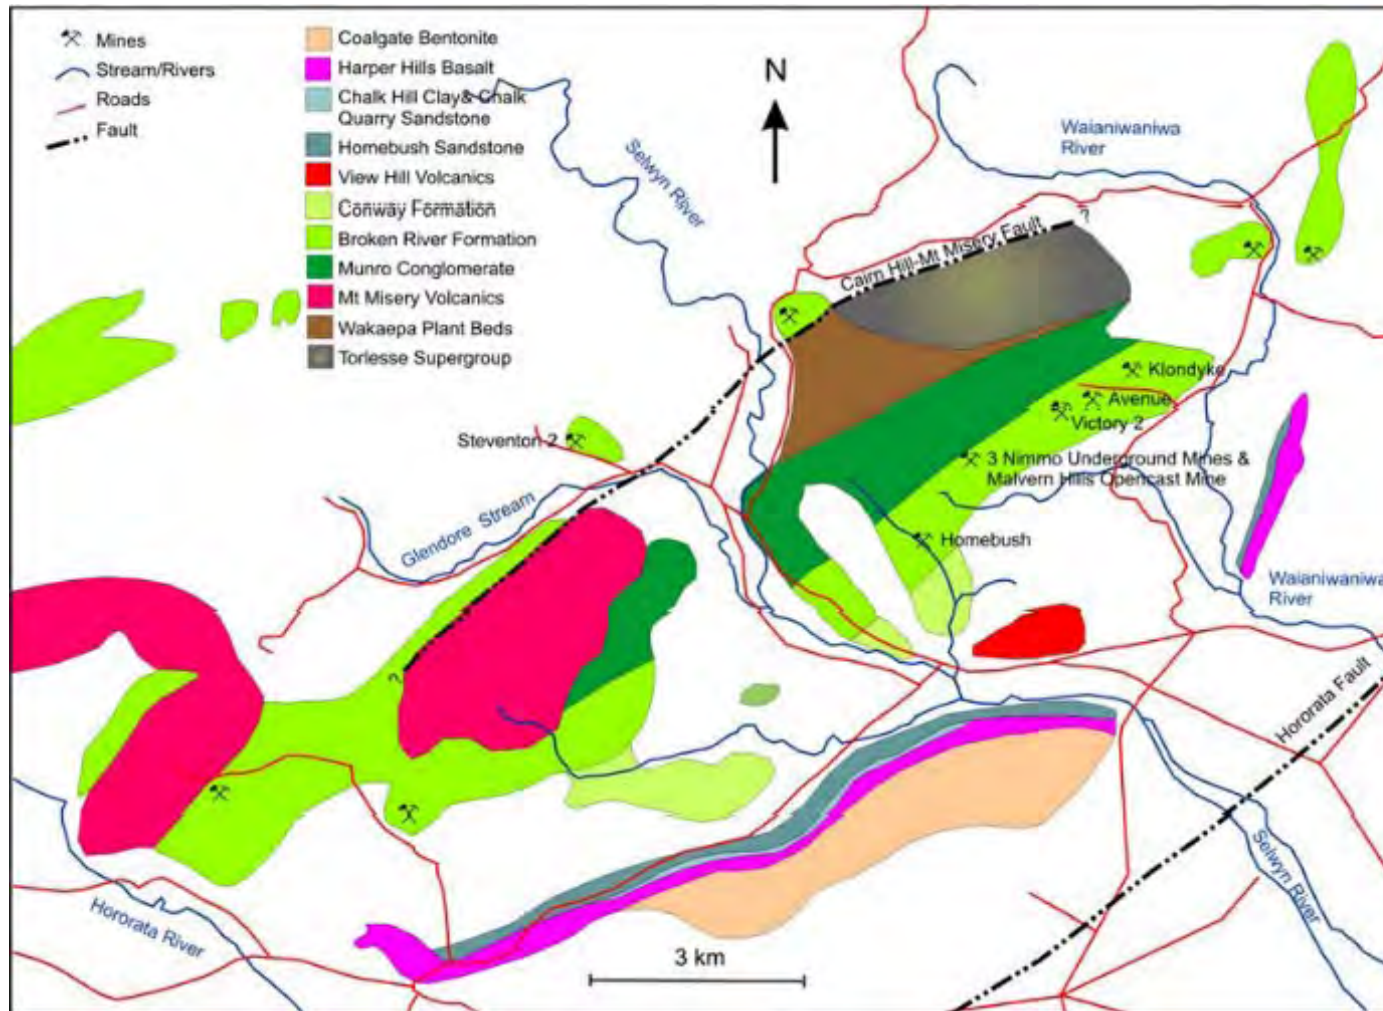 Mines
Stream/Rivers
Roads
Fault
Coalgate Bentonite
Harper Hills Basalt
Chalk Hill Clay& Chalk
Quarry Sandstone
Homebush Sandstone
View Hill Volcanics
Conway Formation
Broken River Formation
Munro Conglomerate
Mt Misery Volcanics
Wakaepa Plant Beds
Torlesse Supergroup
N
Selwyn River
Waianiwaniwa
River
Cairn Hill-Mt Misery Fault
?
Klondyke
Avenue
Victory 2
Steventon 2
3 Nimmo Underground Mines &
Malvern Hills Opencast Mine
Glendore Stream
Homebush
Waianiwaniwa
River
?
Hororata Fault
Selwyn River
Hororata River
3 km